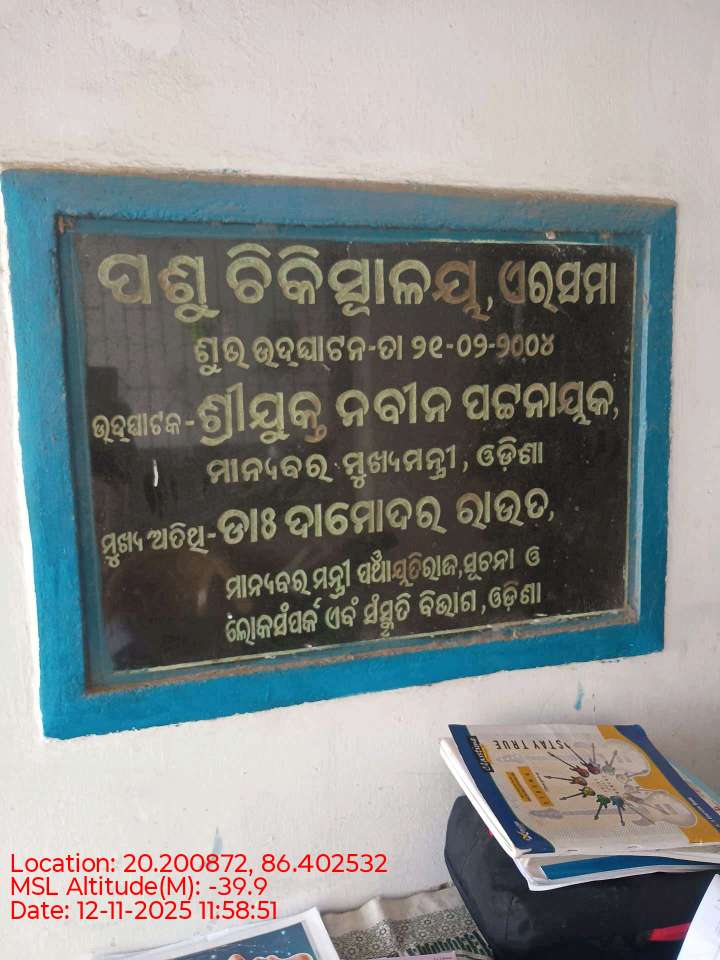 ପଶୁ ଚିକିତ୍ସାଳୟ, ଏରସମା
ଶୁଭ ଉଦ୍‌ଘାଟନ-ତା ୨୧-୦୨-୨୦୦୪
ଉଦ୍‌ଘାଟକ-ଶ୍ରୀଯୁକ୍ତ ନବୀନ ପଟ୍ଟନାୟକ,
ମାନ୍ୟବର ମୁଖ୍ୟମନ୍ତ୍ରୀ, ଓଡ଼ିଶା
ମୁଖ୍ୟ ଅତିଥି-ଡାଃ ଦାମୋଦର ରାଉତ,
ମାନ୍ୟବର ମନ୍ତ୍ରୀ ପଞ୍ଚାୟତିରାଜ, ସୂଚନା ଓ
ଲୋକସଂପର୍କ ଏବଂ ସଂସ୍କୃତି ବିଭାଗ, ଓଡ଼ିଶା
STAY TRUE
Location: 20.200872, 86.402532
MSL Altitude(M): -39.9
Date: 12-11-2025 11:58:51